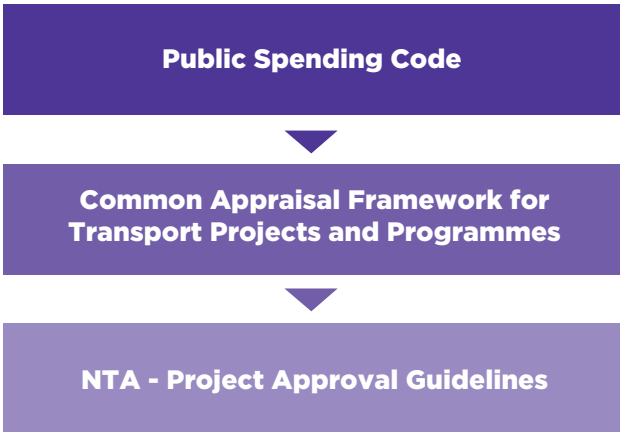 Public Spending Code
Common Appraisal Framework for
Transport Projects and Programmes
NTA - Project Approval Guidelines